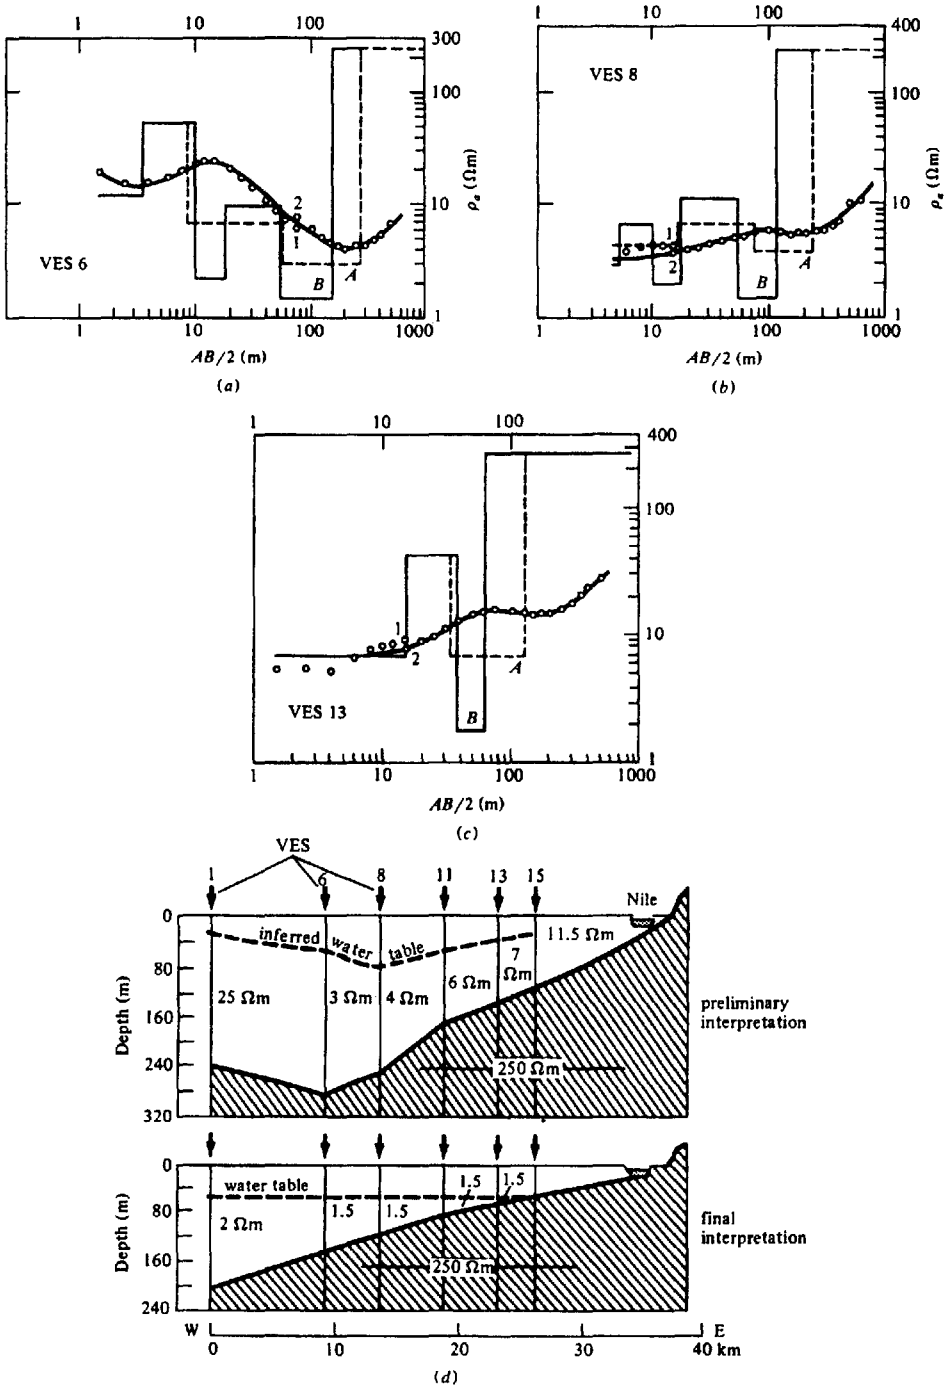 1 10 100 300
100
10
1
ρₐ (Ωm)
2
1
VES 6
B A
1 10 100 1000
AB/2 (m)
(a)
1 10 100 400
VES 8
100
10
1
ρₐ (Ωm)
1
2
B A
1 10 100 1000
AB/2 (m)
(b)
1 10 100 400
100
10
1
1
2
A
B
VES 13
1 10 100 1000
AB/2 (m)
(c)
VES
1 6 8 11 13 15
Nile
0
80
160
240
320
Depth (m)
inferred water table
25 Ωm 3 Ωm 4 Ωm 6 Ωm 7 Ωm 11.5 Ωm
250 Ωm
preliminary
interpretation
0
80
160
240
Depth (m)
water table
2 Ωm 1.5 1.5 1.5 1.5
250 Ωm
final
interpretation
W E
0 10 20 30 40 km
(d)